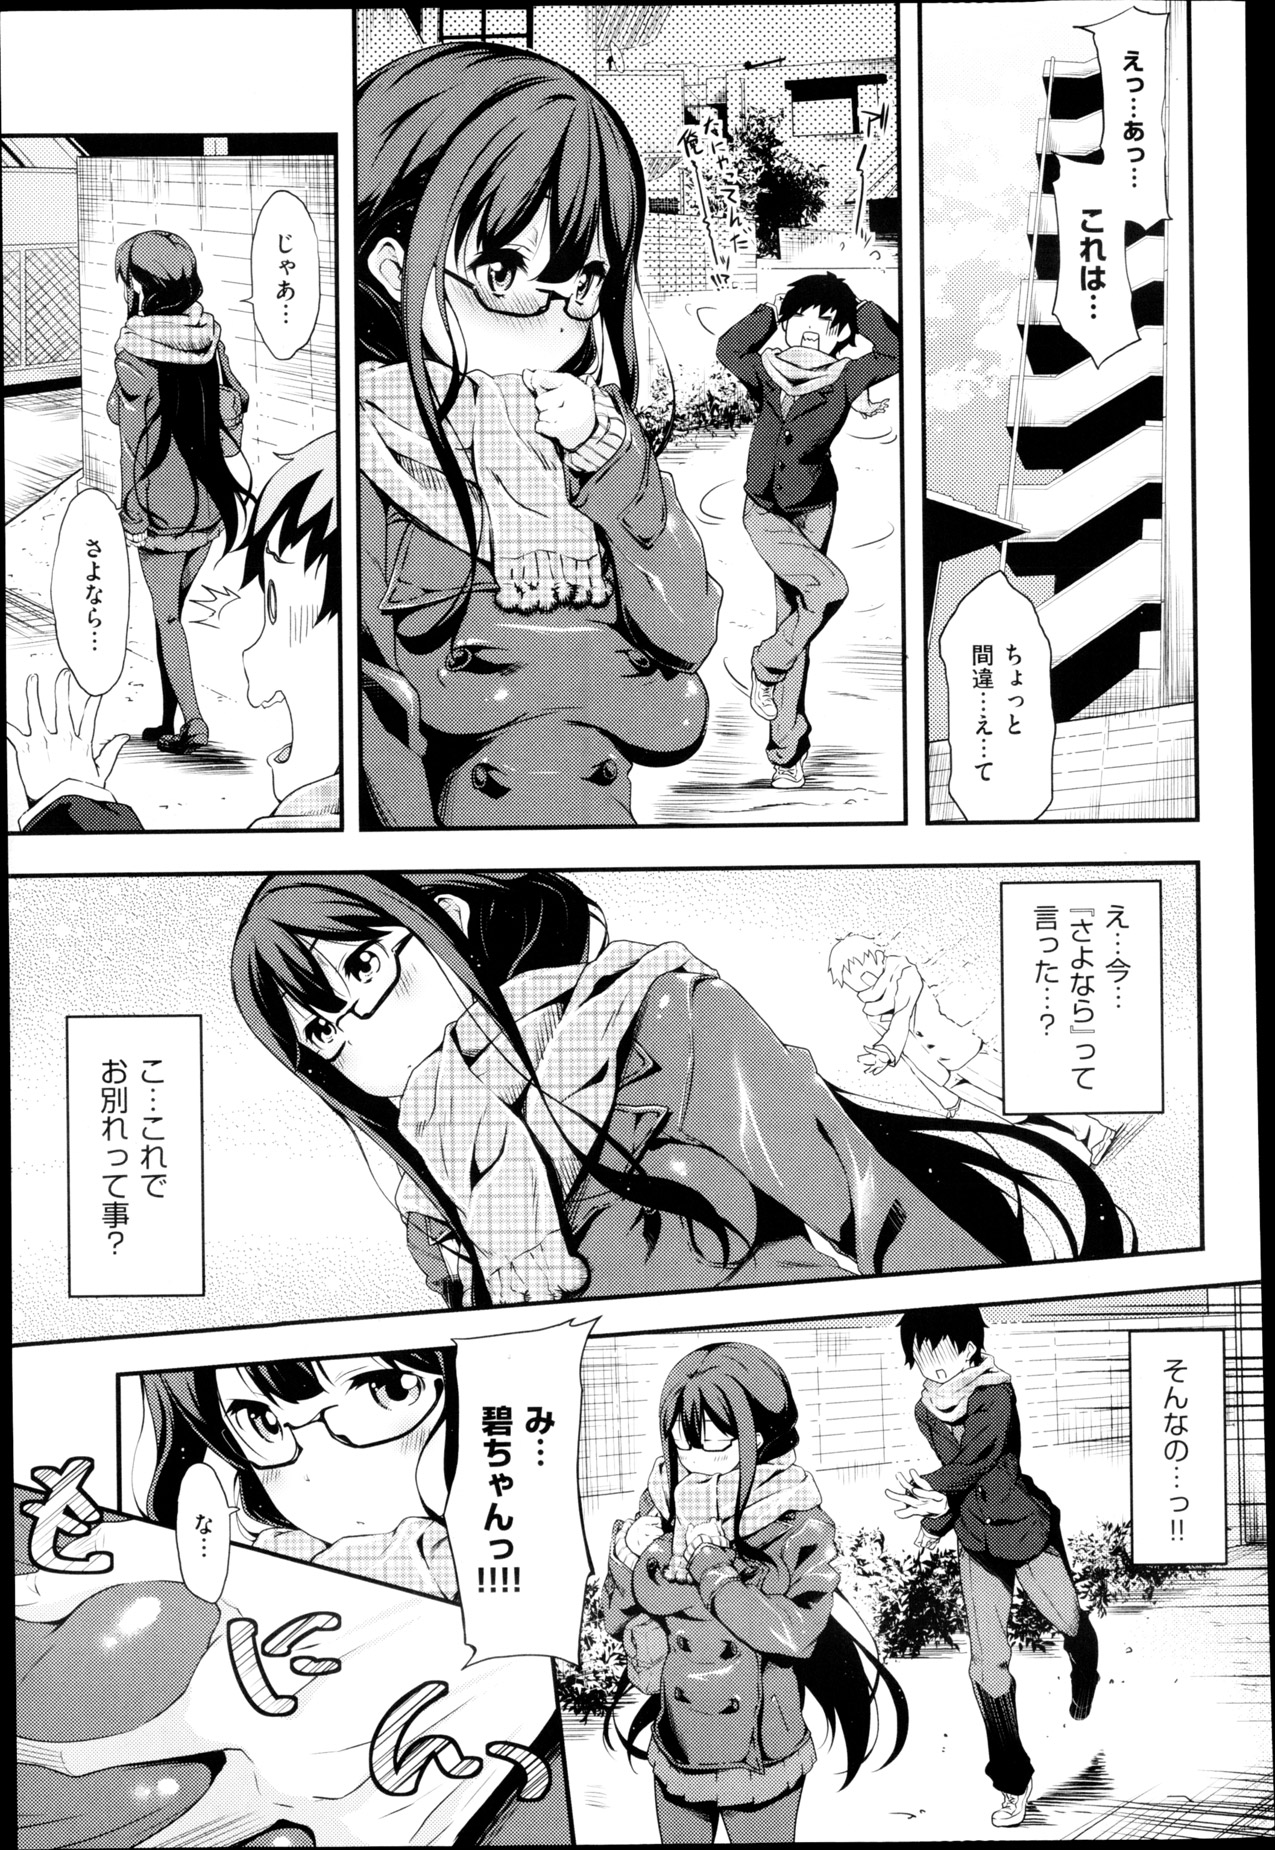 えっ…あっ…
これは…
ちょっと
間違…え…て
なにやってんだ
俺ーっ!!?
じゃあ…
さよなら…
え…今…
『さよなら』って
言った…?
こ…これで
お別れって事?
そんなの…っ!!
み…
碧ちゃんっ!!!!
な…